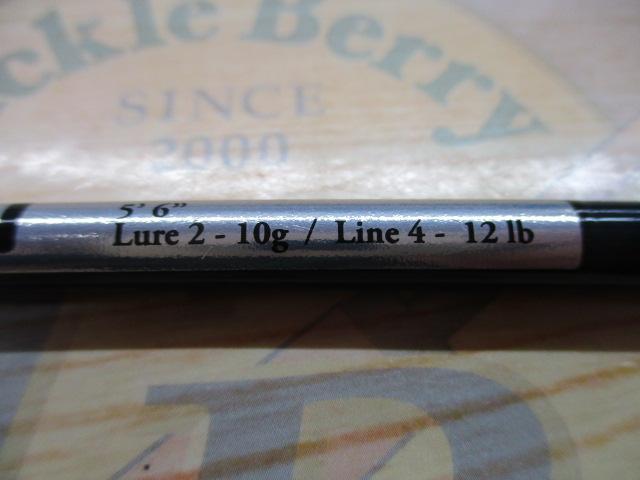 ckle Berry
SINCE
2000
5' 6"
Lure 2 - 10g / Line 4 - 12 lb